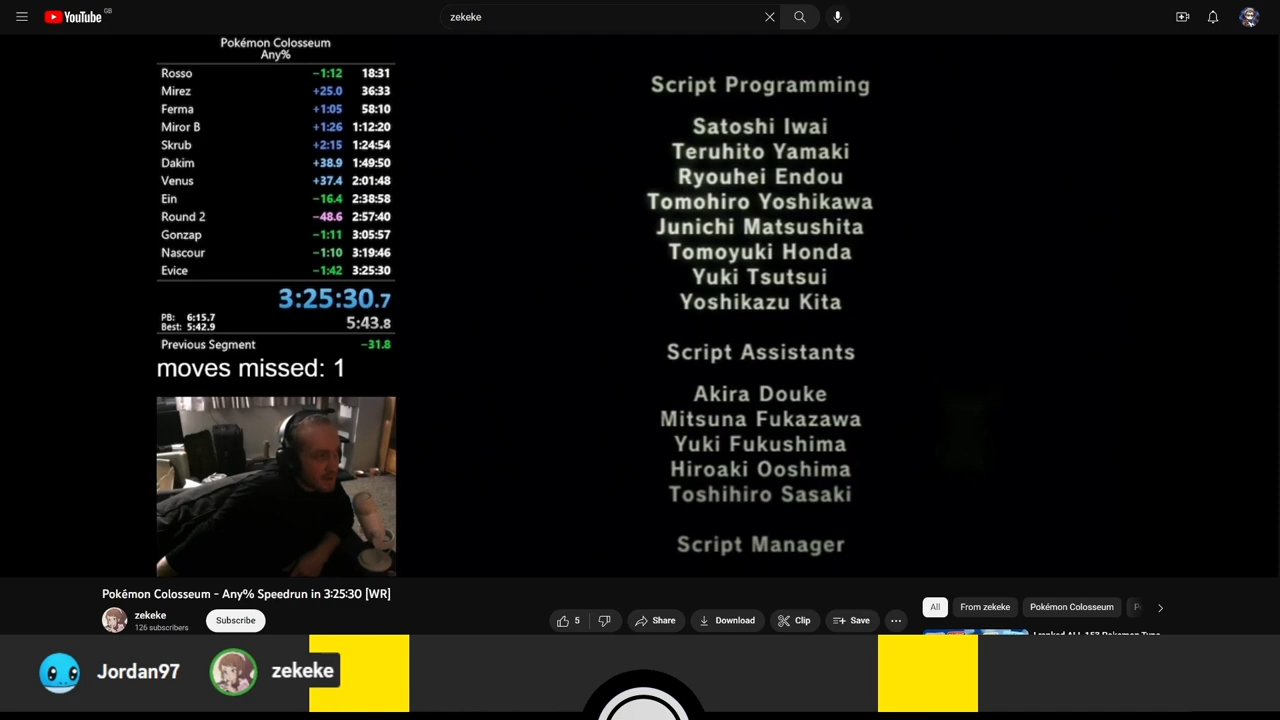 YouTube GB
zekeke
Pokémon Colosseum
Any%
Rosso −1:12 18:31
Mirez +25.0 36:33
Ferma +1:05 58:10
Miror B +1:26 1:12:20
Skrub +2:15 1:24:54
Dakim +38.9 1:49:50
Venus +37.4 2:01:48
Ein −16.4 2:38:58
Round 2 −48.6 2:57:40
Gonzap −1:11 3:05:57
Nascour −1:10 3:19:46
Evice −1:42 3:25:30
3:25:30.7
PB: 6:15.7
Best: 5:42.9
5:43.8
Previous Segment −31.8
moves missed: 1
Script Programming
Satoshi Iwai
Teruhito Yamaki
Ryouhei Endou
Tomohiro Yoshikawa
Junichi Matsushita
Tomoyuki Honda
Yuki Tsutsui
Yoshikazu Kita
Script Assistants
Akira Douke
Mitsuna Fukazawa
Yuki Fukushima
Hiroaki Ooshima
Toshihiro Sasaki
Script Manager
Pokémon Colosseum - Any% Speedrun in 3:25:30 [WR]
zekeke
126 subscribers
Subscribe
5
Share
Download
Clip
Save
All
From zekeke
Pokémon Colosseum
Jordan97
zekeke